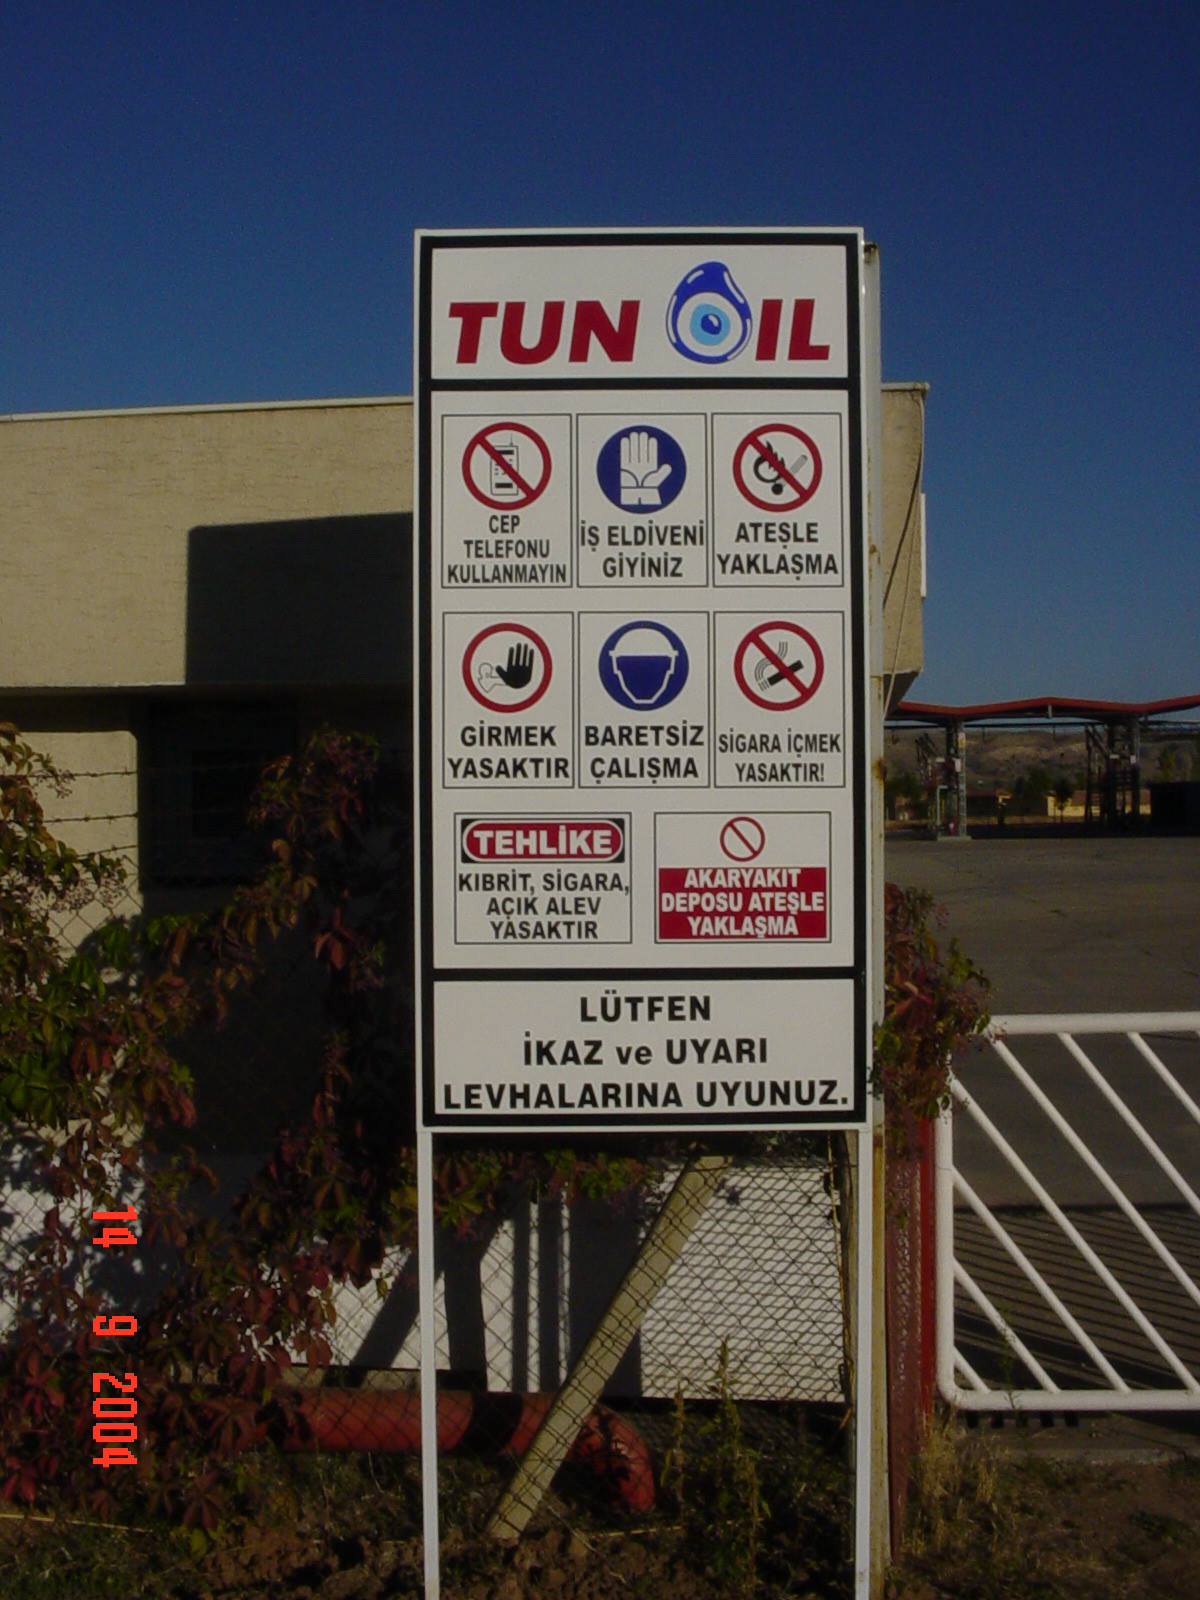 TUN OIL
CEP
TELEFONU
KULLANMAYIN
İŞ ELDİVENİ
GİYİNİZ
ATEŞLE
YAKLAŞMA
GİRMEK
YASAKTIR
BARETSİZ
ÇALIŞMA
SİGARA İÇMEK
YASAKTIR!
TEHLİKE
KIBRİT, SİGARA,
AÇIK ALEV
YASAKTIR
AKARYAKIT
DEPOSU ATEŞLE
YAKLAŞMA
LÜTFEN
İKAZ ve UYARI
LEVHALARINA UYUNUZ.
14 9 2004